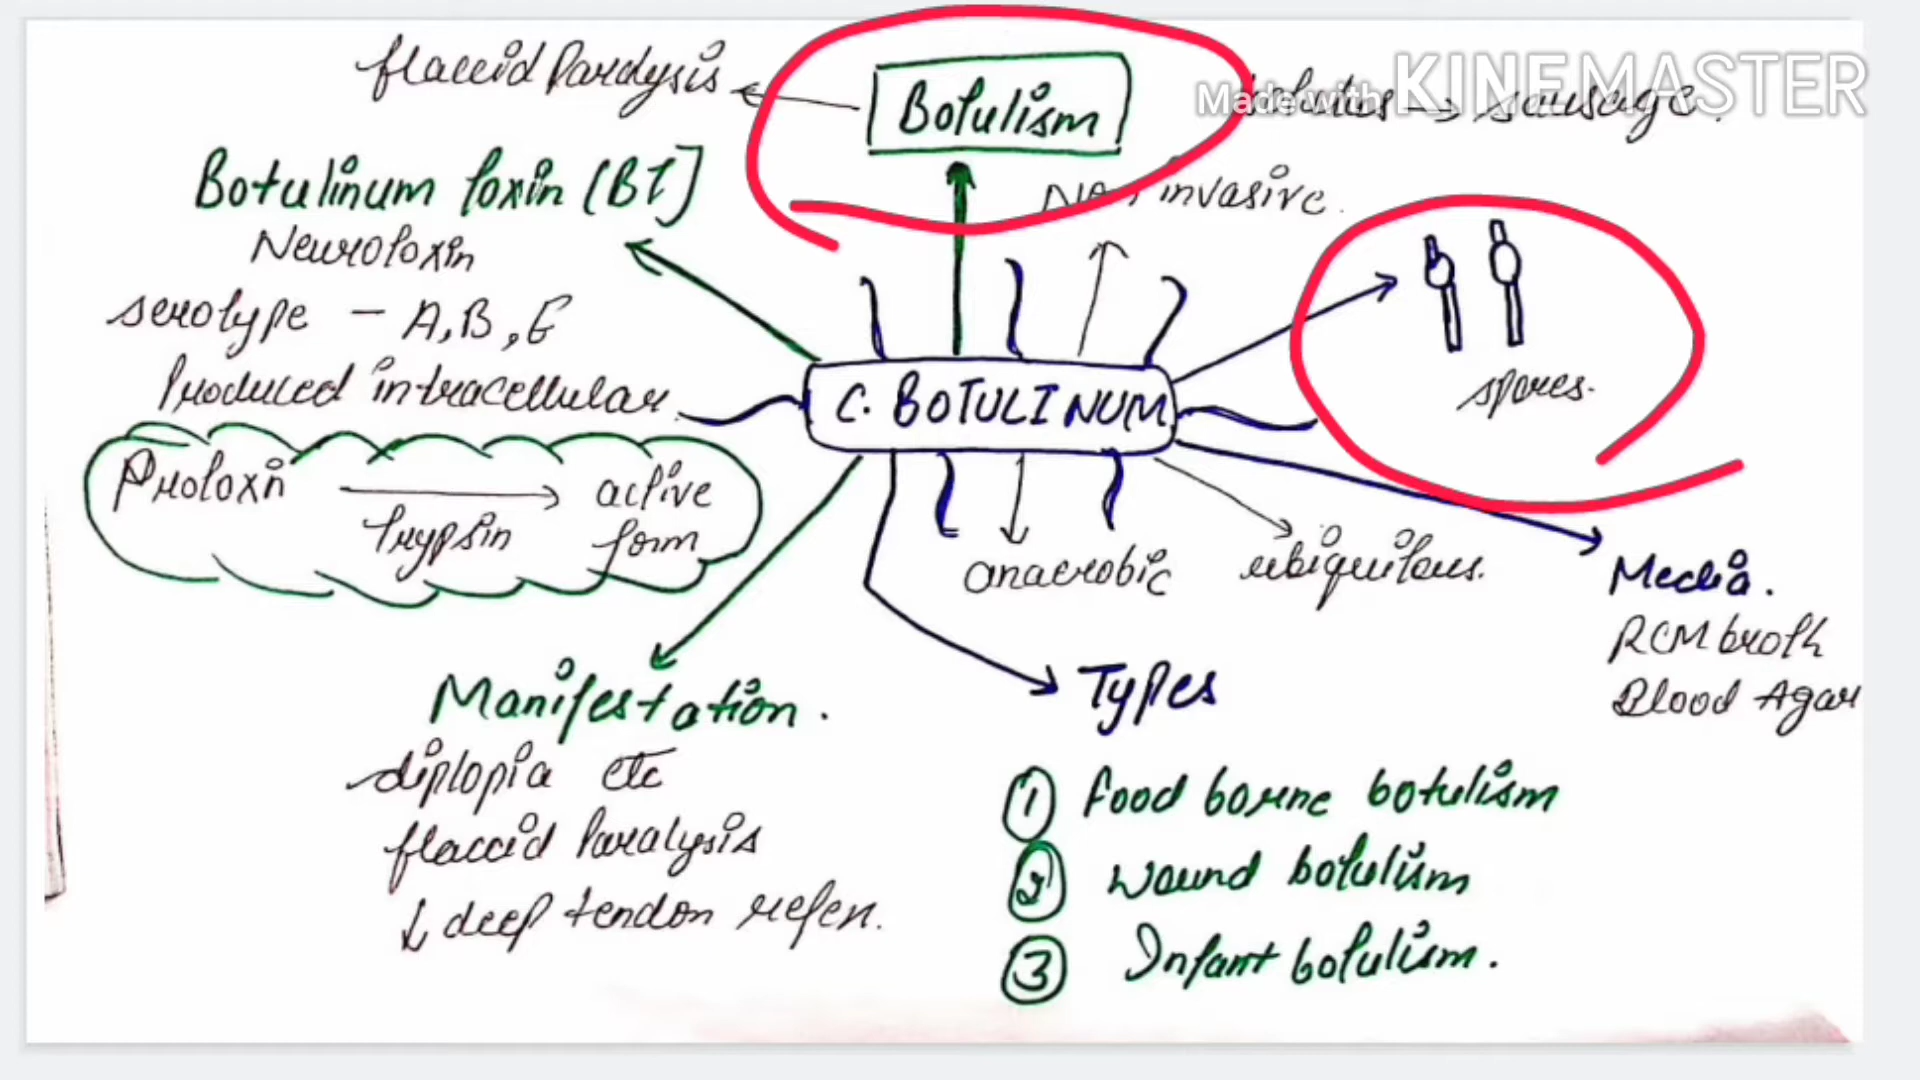 flaccid Paralysis
Botulism
→ sausage.
Made with KINEMASTER
Botulinum toxin [BT]
invasive.
Neurotoxin
serotype - A, B, E
Produced intracellular
spores.
C. BOTULINUM
Protoxn
trypsin
active form
anaerobic
ubiquitous.
Media.
RCM broth
Blood Agar
Manifestation.
diplopia etc
flaccid Paralysis
↓ deep tendon reflex.
Types
① food borne botulism
② wound botulism
③ Infant botulism.